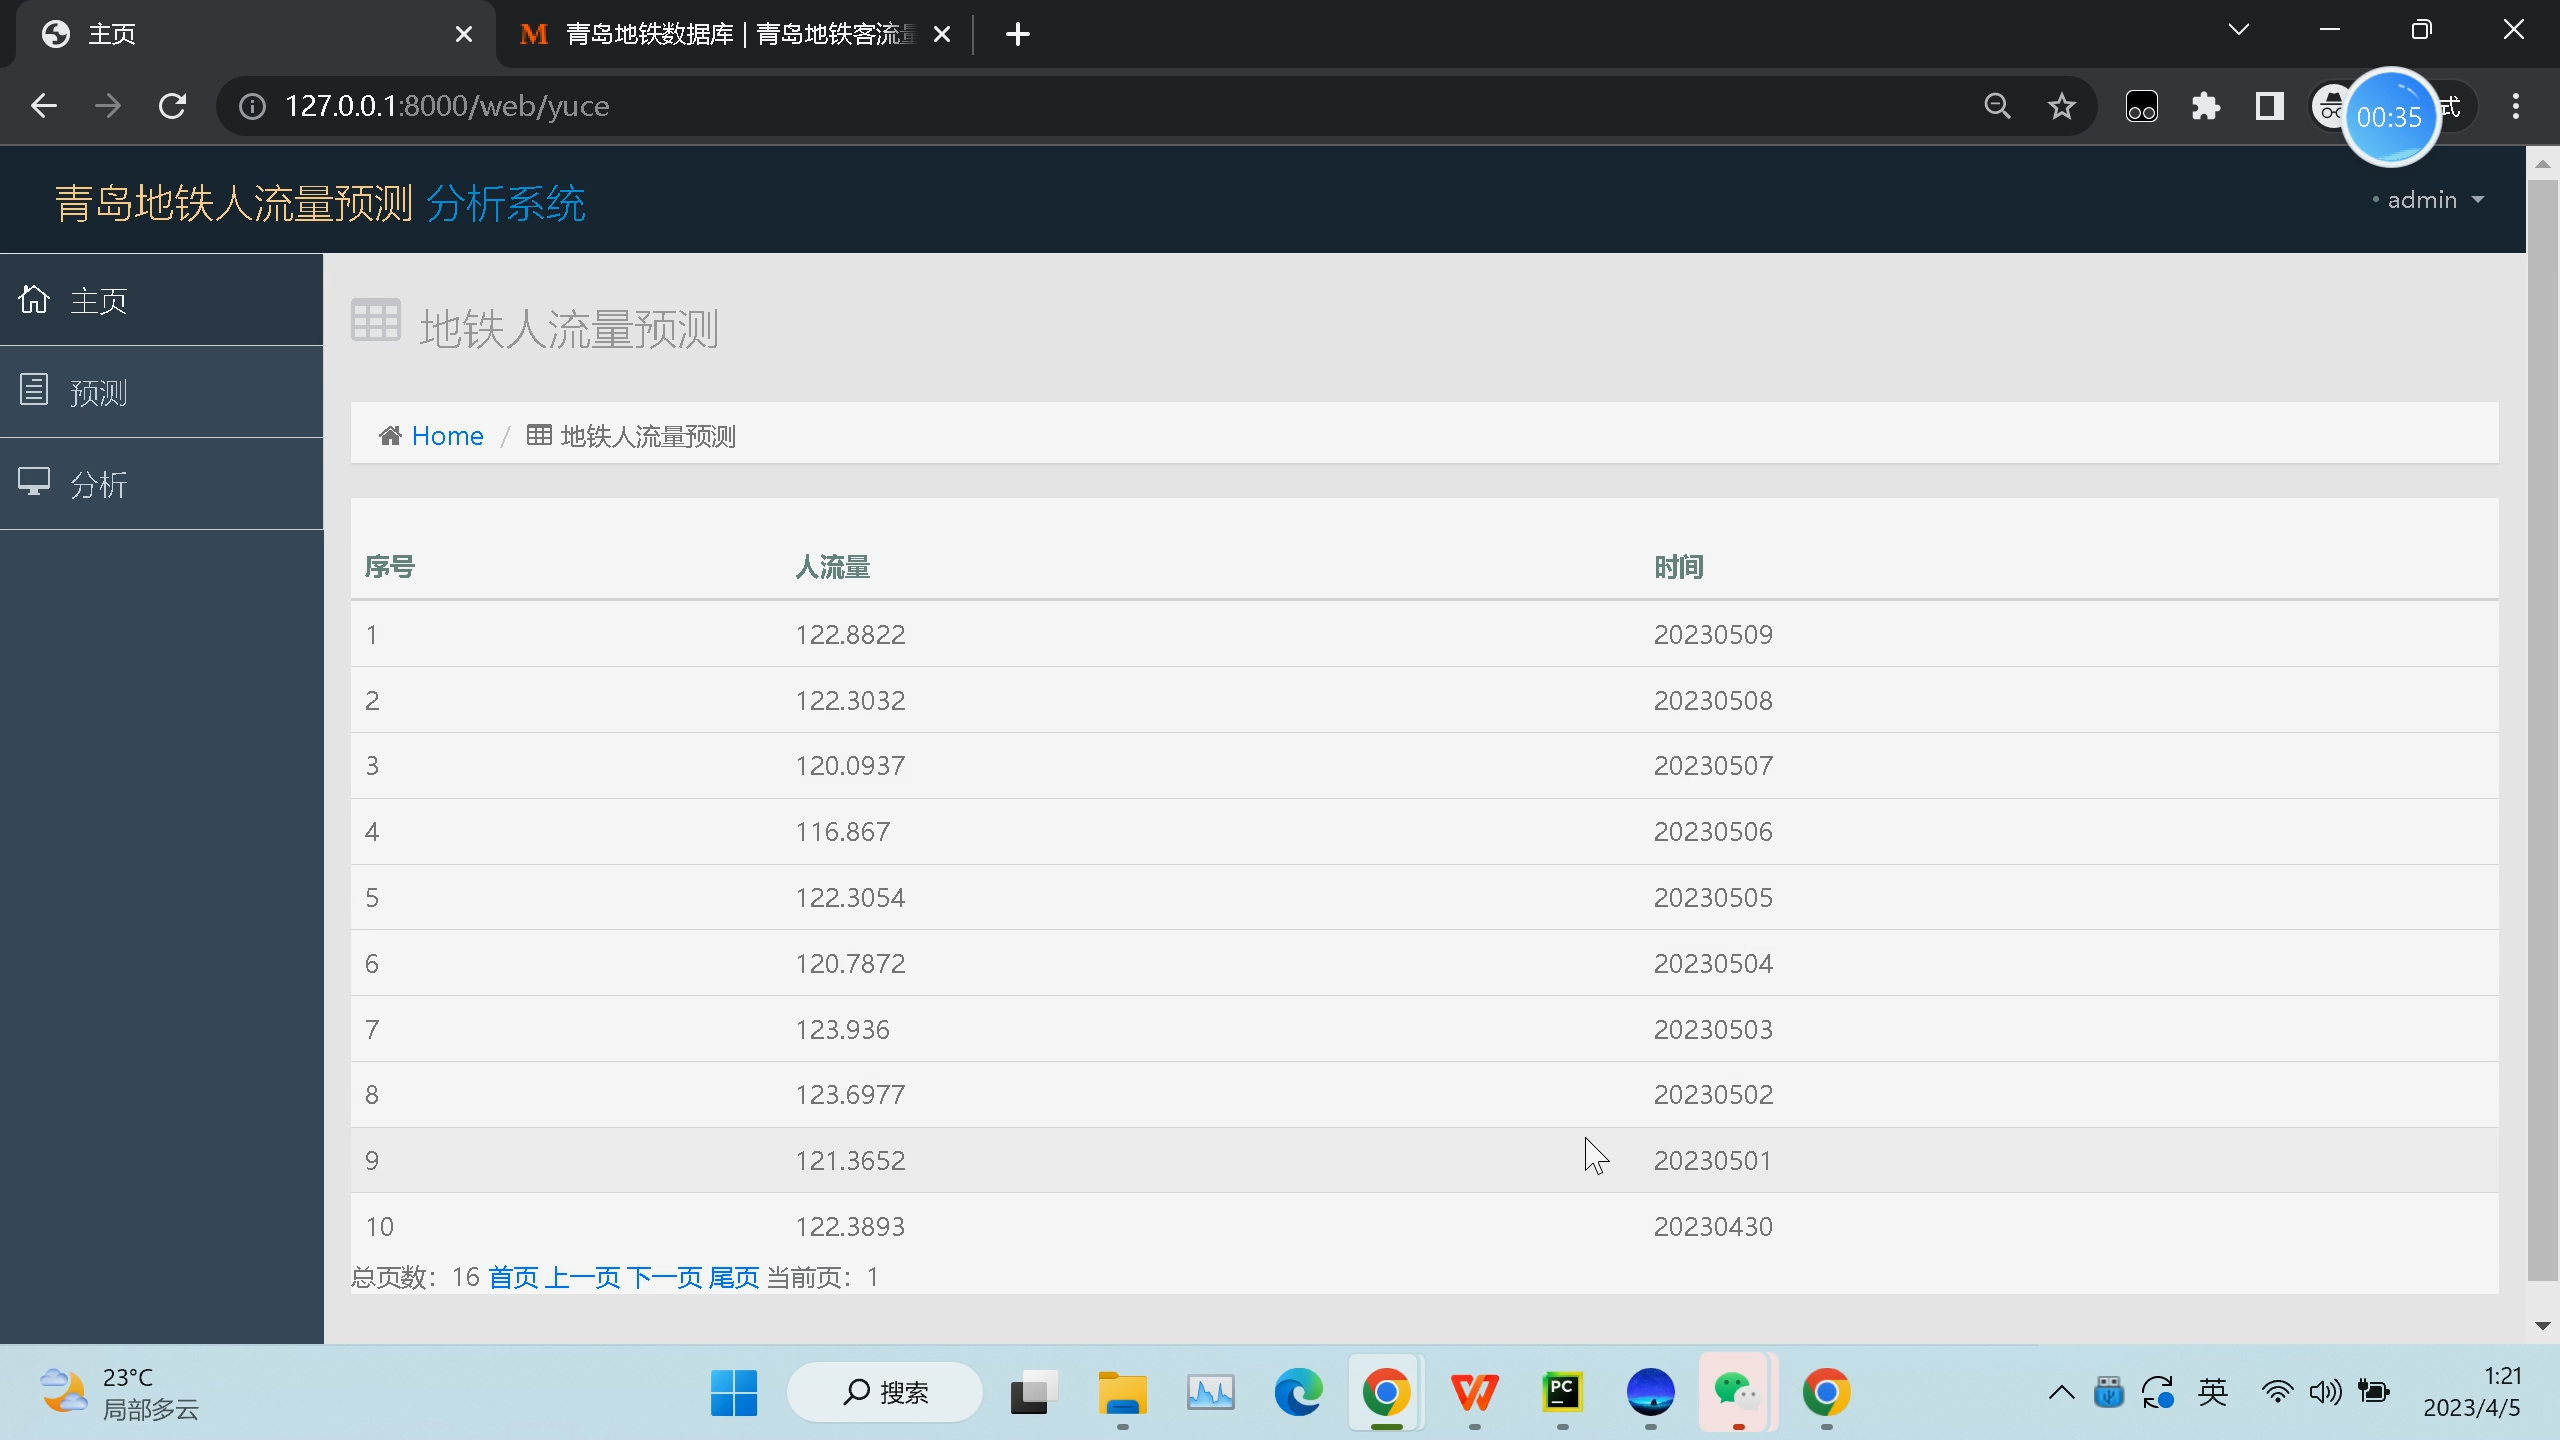 主页
青岛地铁数据库 | 青岛地铁客流量
127.0.0.1:8000/web/yuce
00:35
式
青岛地铁人流量预测 分析系统
admin
主页
预测
分析
地铁人流量预测
Home / 地铁人流量预测
序号 人流量 时间
1 122.8822 20230509
2 122.3032 20230508
3 120.0937 20230507
4 116.867 20230506
5 122.3054 20230505
6 120.7872 20230504
7 123.936 20230503
8 123.6977 20230502
9 121.3652 20230501
10 122.3893 20230430
总页数：16 首页 上一页 下一页 尾页 当前页：1
23°C
局部多云
搜索
PC
英
1:21
2023/4/5